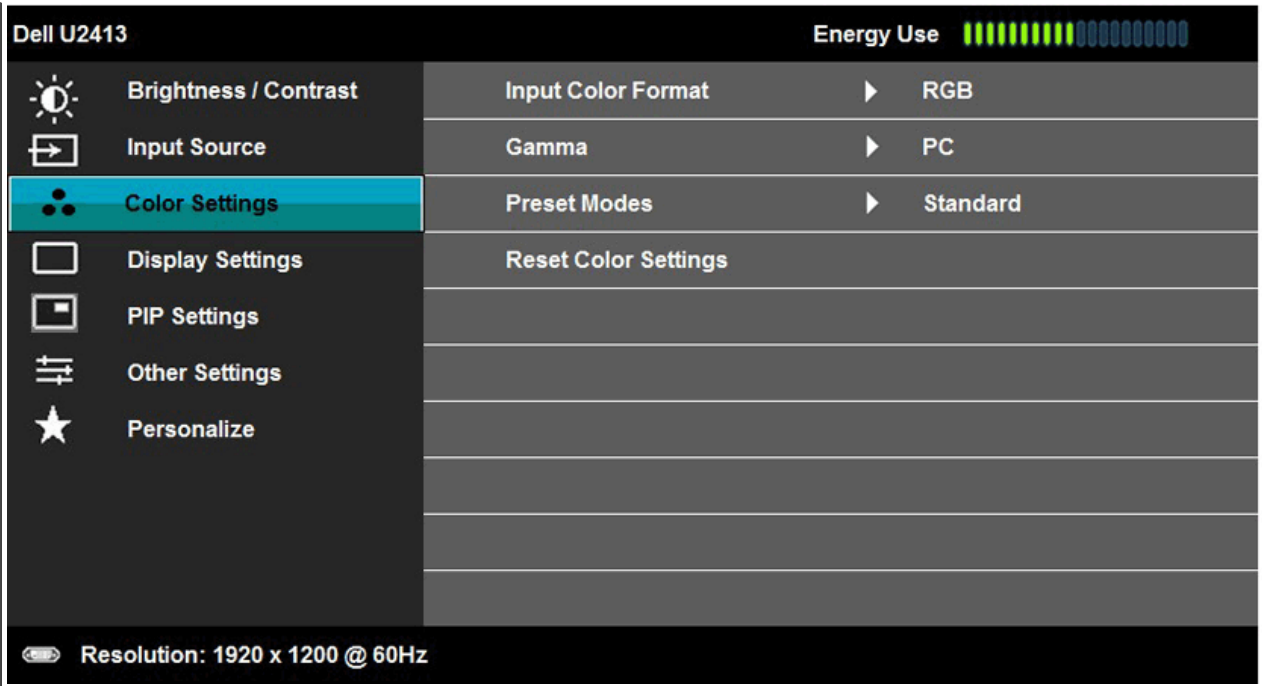 Dell U2413 Energy Use
Brightness / Contrast Input Color Format RGB
Input Source Gamma PC
Color Settings Preset Modes Standard
Display Settings Reset Color Settings
PIP Settings
Other Settings
Personalize
Resolution: 1920 x 1200 @ 60Hz